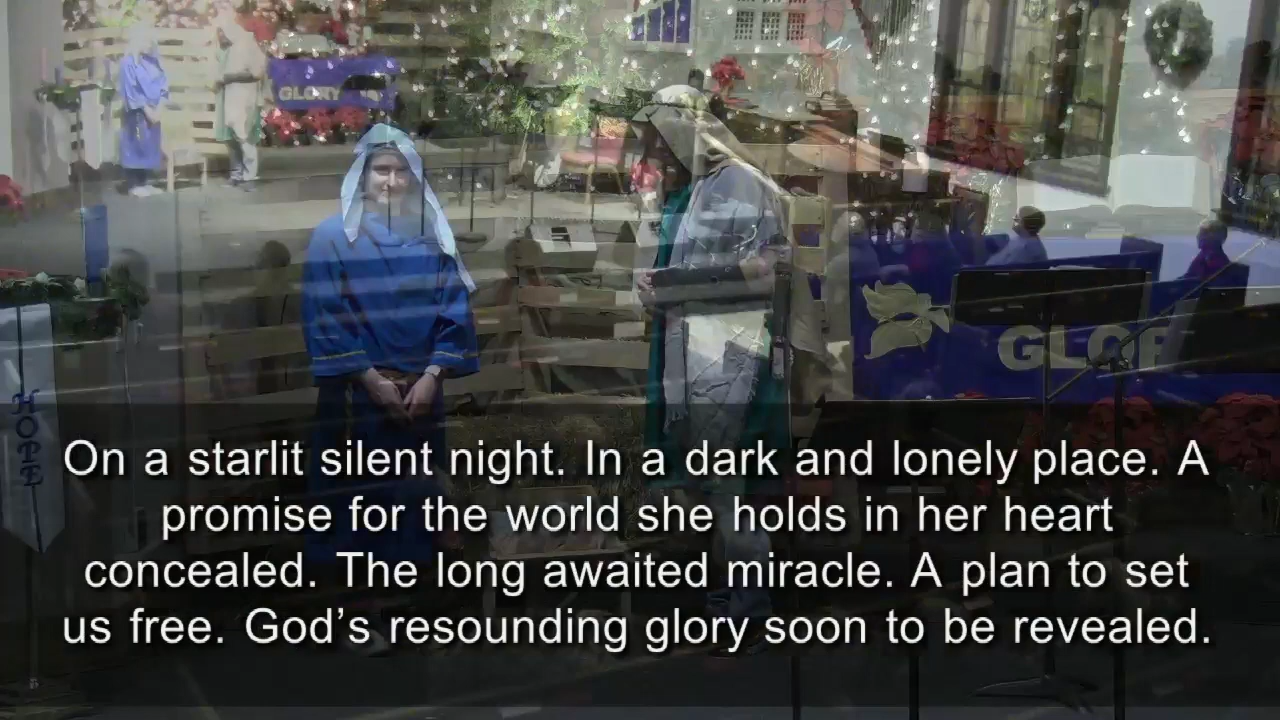 GLORY
GLOR
HOPE
On a starlit silent night. In a dark and lonely place. A
promise for the world she holds in her heart
concealed. The long awaited miracle. A plan to set
us free. God’s resounding glory soon to be revealed.